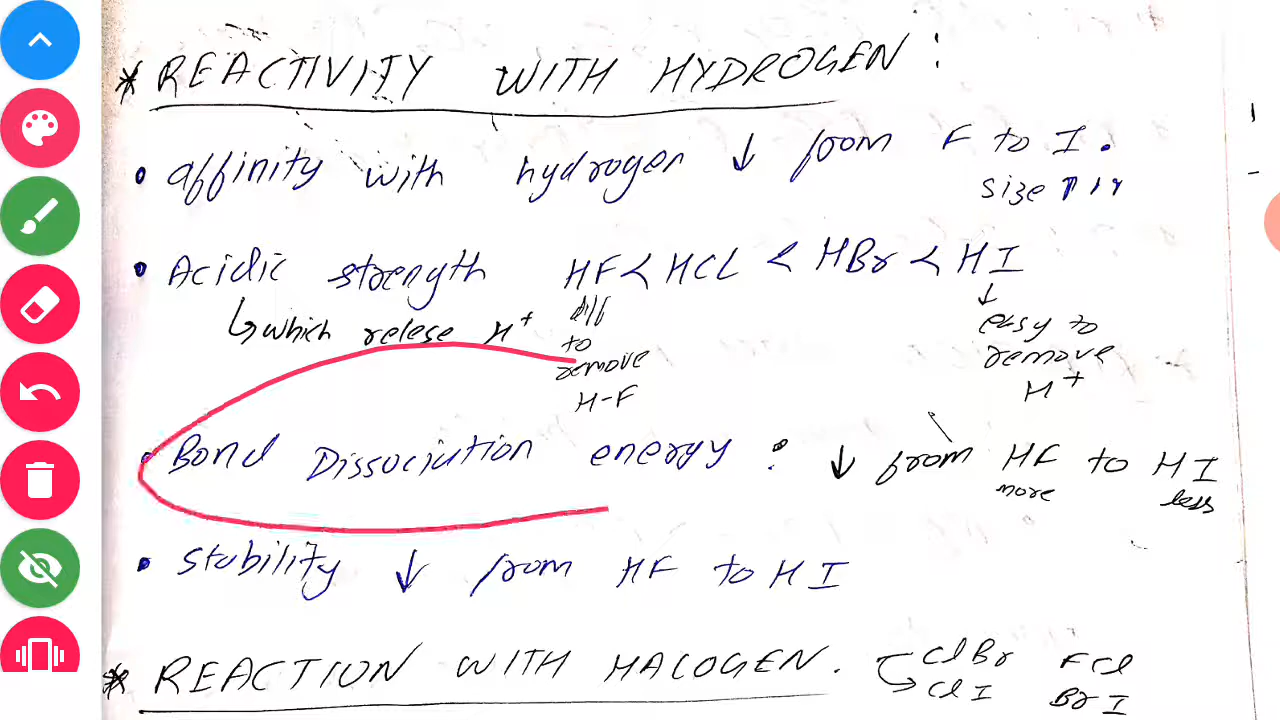 * REACTIVITY WITH HYDROGEN :
• affinity with hydrogen ↓ from F to I.
size ↑
• Acidic strength HF < HCL < HBr < HI
↳ which relese H+
diff
to
remove
H-F
↓
easy to
remove
H+
• Bond Dissociution energy : ↓ from HF to HI
more less
• stability ↓ from HF to HI
* REACTION WITH HALOGEN. ClBr FCl
ClI BrI